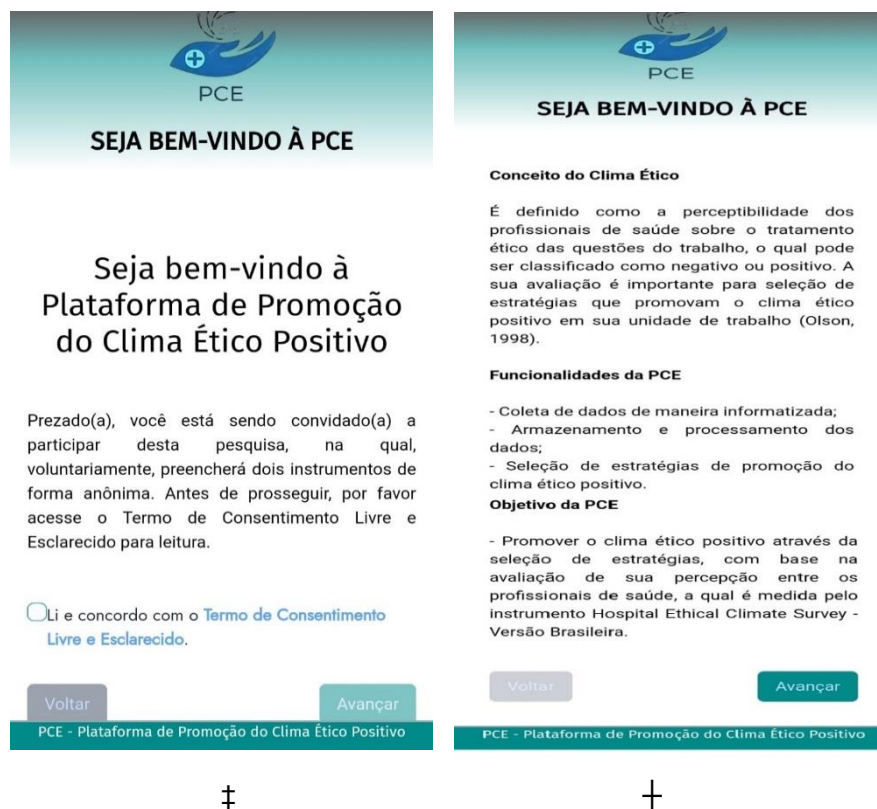 PCE
SEJA BEM-VINDO À PCE
Seja bem-vindo à
Plataforma de Promoção
do Clima Ético Positivo
Prezado(a), você está sendo convidado(a) a
participar desta pesquisa, na qual,
voluntariamente, preencherá dois instrumentos de
forma anônima. Antes de prosseguir, por favor
acesse o Termo de Consentimento Livre e
Esclarecido para leitura.
Li e concordo com o Termo de Consentimento
Livre e Esclarecido.
Voltar Avançar
PCE - Plataforma de Promoção do Clima Ético Positivo
‡
PCE
SEJA BEM-VINDO À PCE
Conceito do Clima Ético
É definido como a perceptibilidade dos
profissionais de saúde sobre o tratamento
ético das questões do trabalho, o qual pode
ser classificado como negativo ou positivo. A
sua avaliação é importante para seleção de
estratégias que promovam o clima ético
positivo em sua unidade de trabalho (Olson,
1998).
Funcionalidades da PCE
- Coleta de dados de maneira informatizada;
- Armazenamento e processamento dos
dados;
- Seleção de estratégias de promoção do
clima ético positivo.
Objetivo da PCE
- Promover o clima ético positivo através da
seleção de estratégias, com base na
avaliação de sua percepção entre os
profissionais de saúde, a qual é medida pelo
instrumento Hospital Ethical Climate Survey -
Versão Brasileira.
Voltar Avançar
PCE - Plataforma de Promoção do Clima Ético Positivo
┼